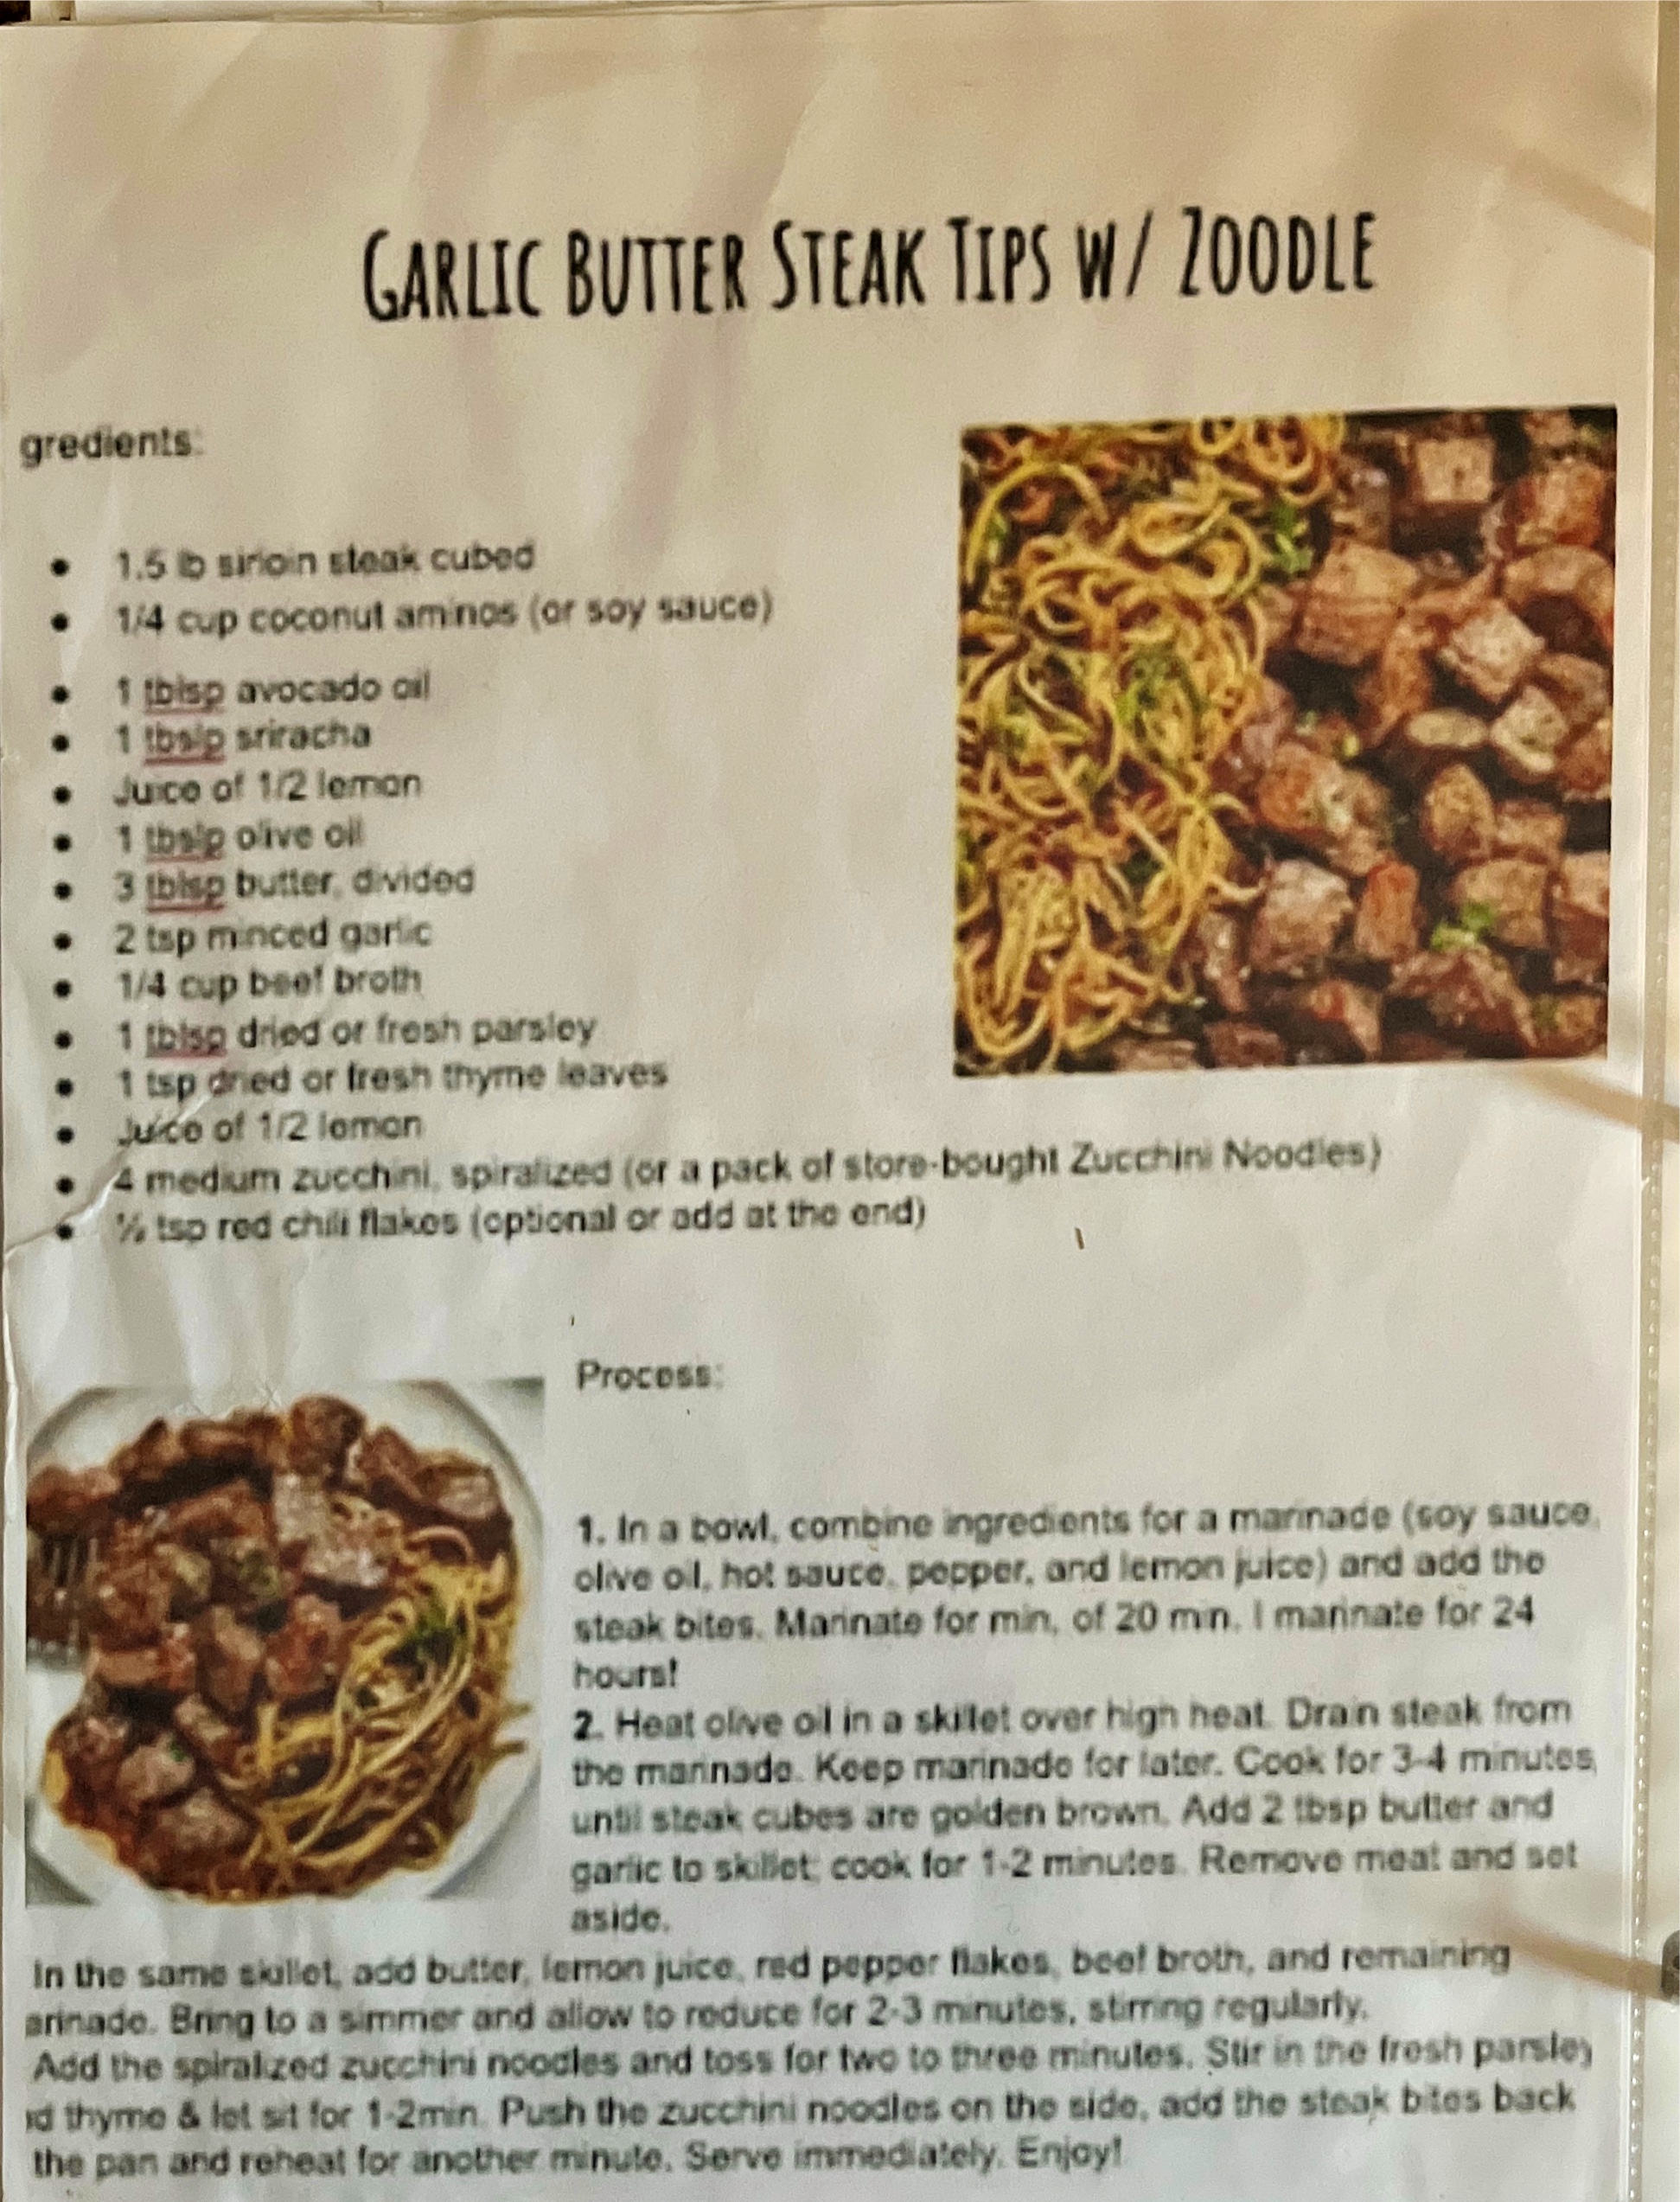 GARLIC BUTTER STEAK TIPS W/ ZOODLE
gredients:
• 1.5 lb sirloin steak cubed
• 1/4 cup coconut aminos (or soy sauce)
• 1 tblsp avocado oil
• 1 tbslp sriracha
• Juice of 1/2 lemon
• 1 tbslp olive oil
• 3 tblsp butter, divided
• 2 tsp minced garlic
• 1/4 cup beef broth
• 1 tblsp dried or fresh parsley
• 1 tsp dried or fresh thyme leaves
• Juice of 1/2 lemon
• 4 medium zucchini, spiralized (or a pack of store-bought Zucchini Noodles)
• tsp red chili flakes (optional or add at the end)
Process:
1. In a bowl, combine ingredients for a marinade (soy sauce,
olive oil, hot sauce, pepper, and lemon juice) and add the
steak bites. Marinate for min. of 20 min. I marinate for 24
hours!
2. Heat olive oil in a skillet over high heat. Drain steak from
the marinade. Keep marinade for later. Cook for 3-4 minutes,
until steak cubes are golden brown. Add 2 tbsp butter and
garlic to skillet; cook for 1-2 minutes. Remove meat and set
aside.
In the same skillet, add butter, lemon juice, red pepper flakes, beef broth, and remaining
arinade. Bring to a simmer and allow to reduce for 2-3 minutes, stirring regularly.
Add the spiralized zucchini noodles and toss for two to three minutes. Stir in the fresh parsley
nd thyme & let sit for 1-2min. Push the zucchini noodles on the side, add the steak bites back
the pan and reheat for another minute. Serve immediately. Enjoy!